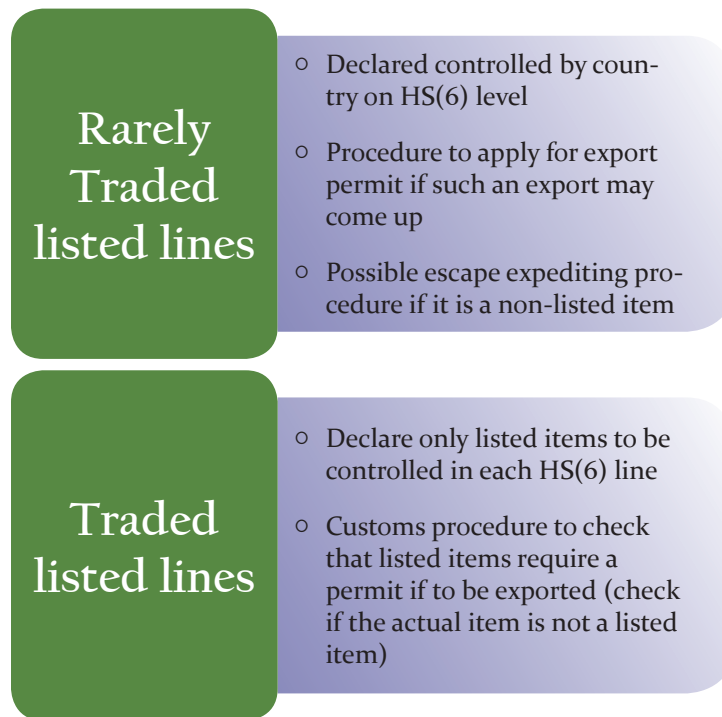 Rarely
Traded
listed lines
○ Declared controlled by coun-
try on HS(6) level
○ Procedure to apply for export
permit if such an export may
come up
○ Possible escape expediting pro-
cedure if it is a non-listed item
Traded
listed lines
○ Declare only listed items to be
controlled in each HS(6) line
○ Customs procedure to check
that listed items require a
permit if to be exported (check
if the actual item is not a listed
item)